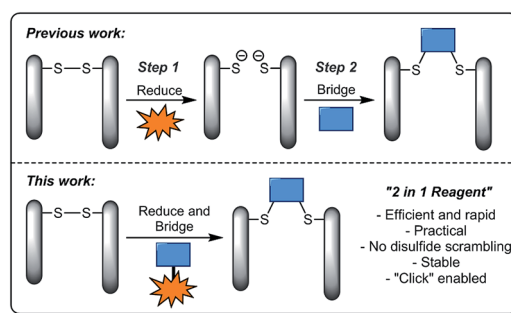 Previous work:
S—S
Step 1
Reduce
S⊖ ⊖S
Step 2
Bridge
S S
This work:
S—S
Reduce and
Bridge
S S
"2 in 1 Reagent"
- Efficient and rapid
- Practical
- No disulfide scrambling
- Stable
- "Click" enabled